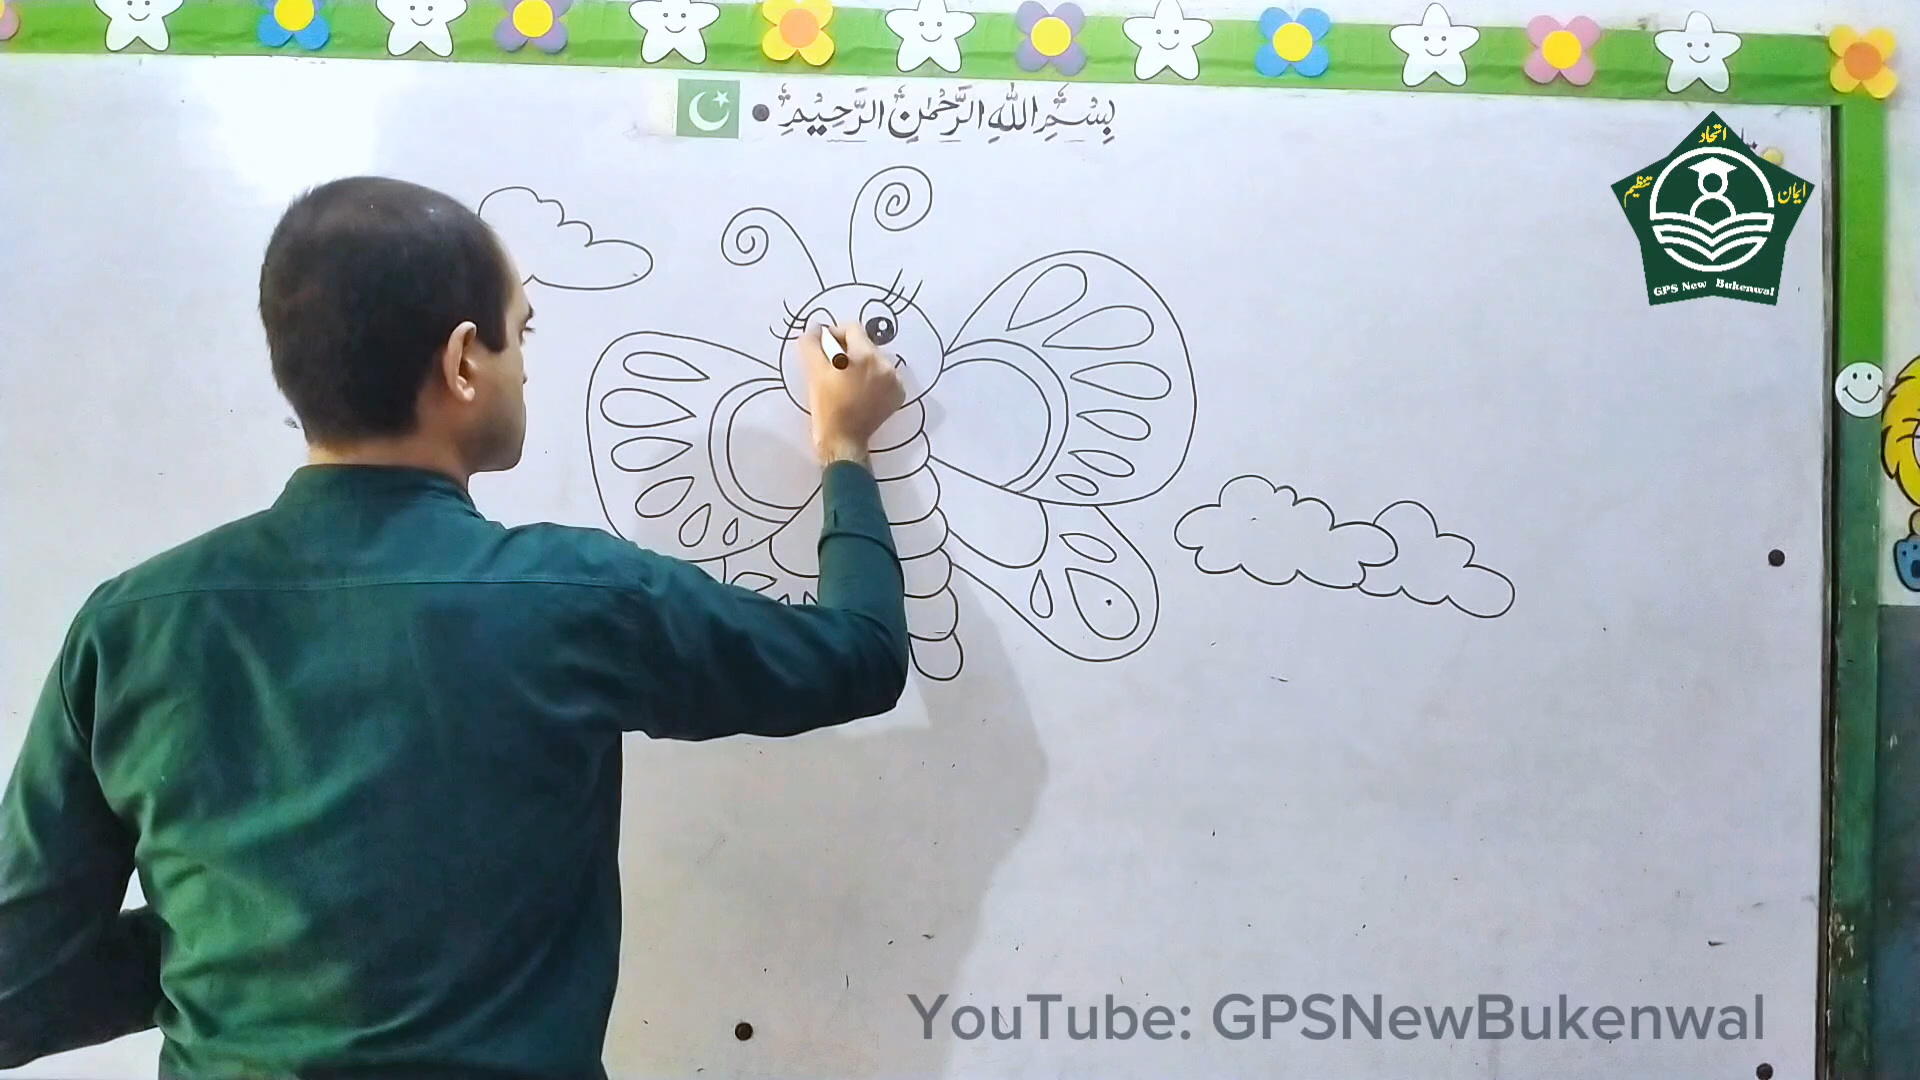 بِسْمِ اللّٰهِ الرَّحْمٰنِ الرَّحِيْمِ
اتحاد
ایمان
تنظیم
GPS New Bukenwal
YouTube: GPSNewBukenwal